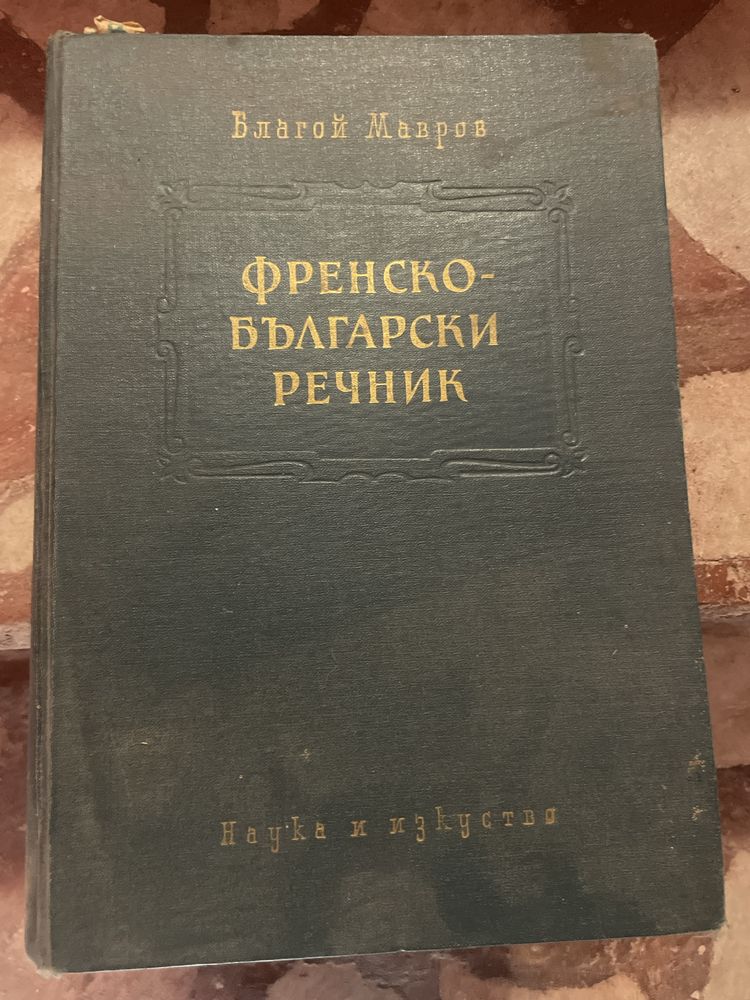 Благой Мавров
ФРЕНСКО-
БЪЛГАРСКИ
РЕЧНИК
Наука и изкуство